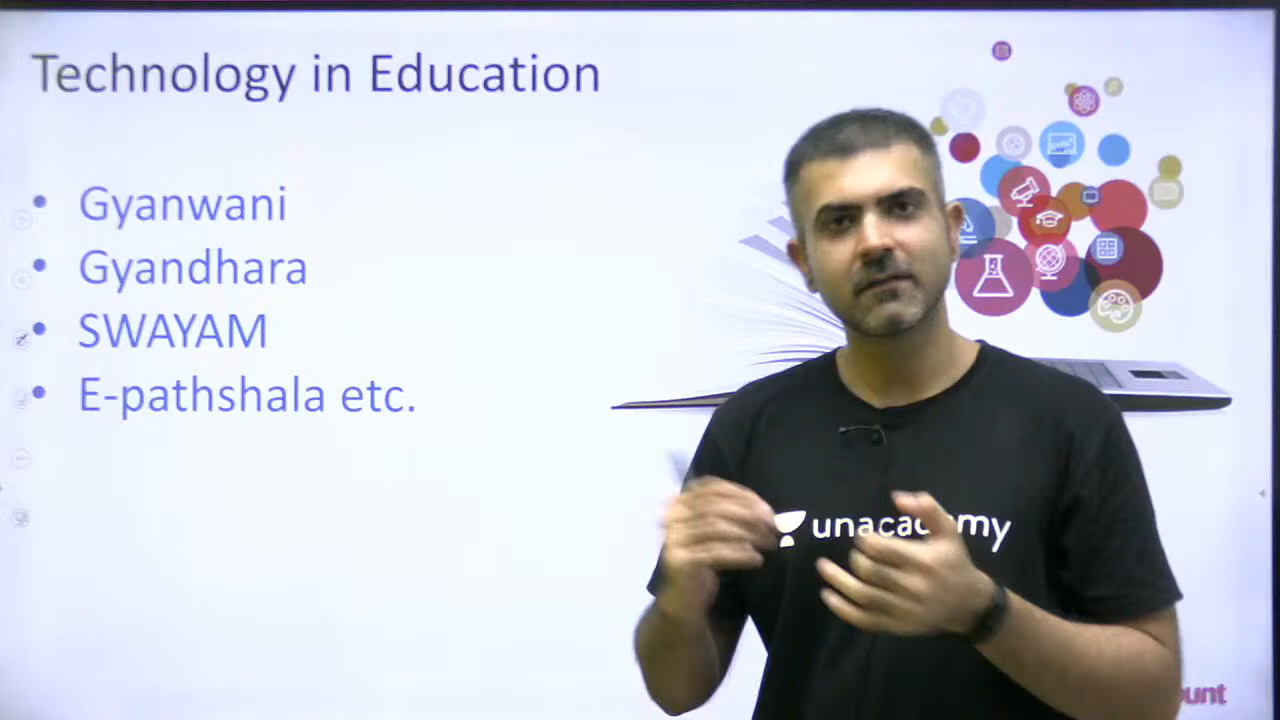 Technology in Education
• Gyanwani
• Gyandhara
• SWAYAM
• E-pathshala etc.
unacademy